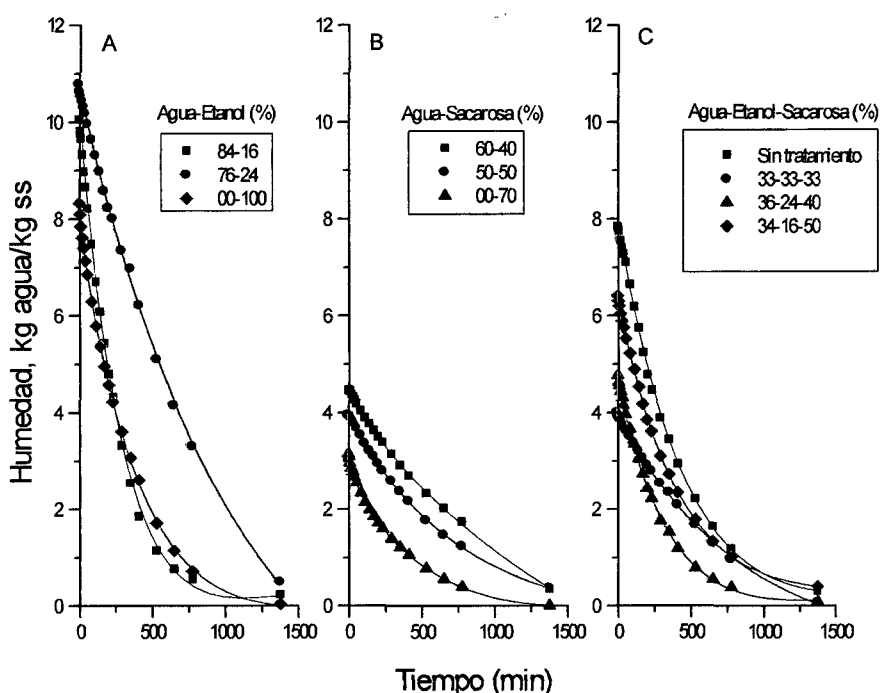 A
B
C
Agua-Etanol (%)
84-16
76-24
00-100
Agua-Sacarosa (%)
60-40
50-50
00-70
Agua-Etanol-Sacarosa (%)
Sin tratamiento
33-33-33
36-24-40
34-16-50
Humedad, kg agua/kg ss
12
10
8
6
4
2
0
12
10
8
6
4
2
0
12
10
8
6
4
2
0
0 500 1000 1500
0 500 1000 1500
0 500 1000 1500
Tiempo (min)